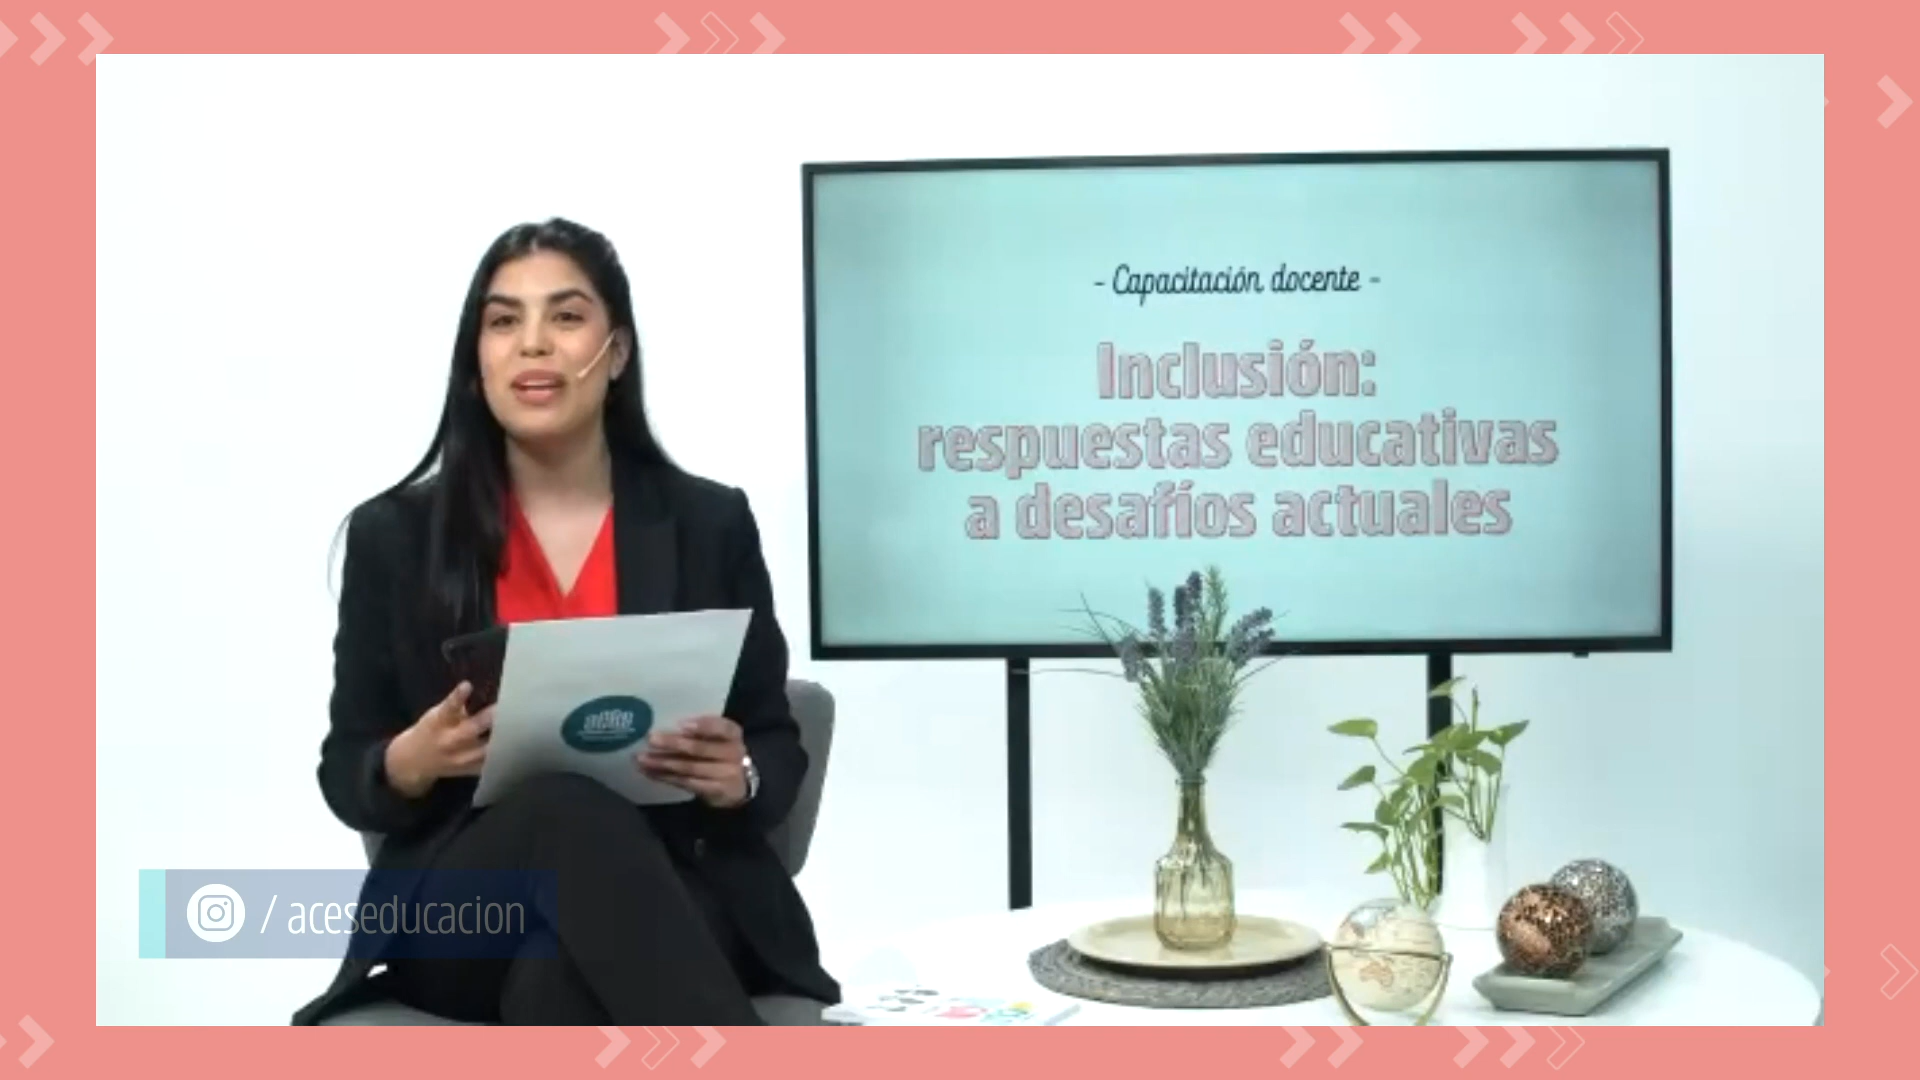 - Capacitación docente -
Inclusión:
respuestas educativas
a desafíos actuales
/ aceseducacion